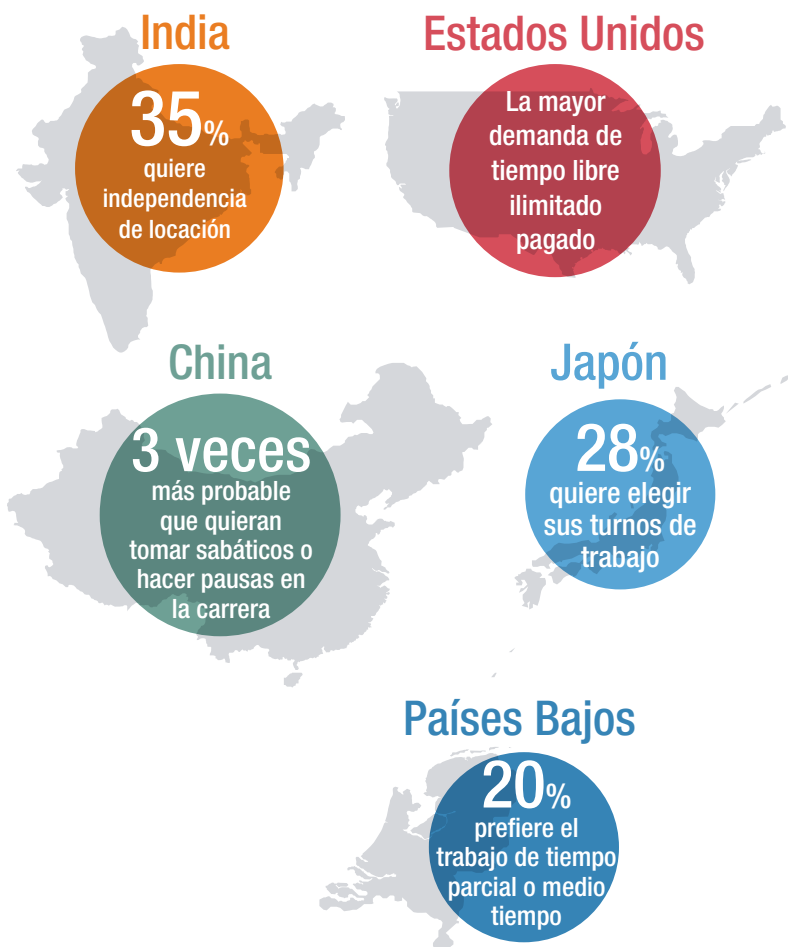 India
35%
quiere
independencia
de locación
Estados Unidos
La mayor
demanda de
tiempo libre
ilimitado
pagado
China
3 veces
más probable
que quieran
tomar sabáticos o
hacer pausas en
la carrera
Japón
28%
quiere elegir
sus turnos de
trabajo
Países Bajos
20%
prefiere el
trabajo de tiempo
parcial o medio
tiempo